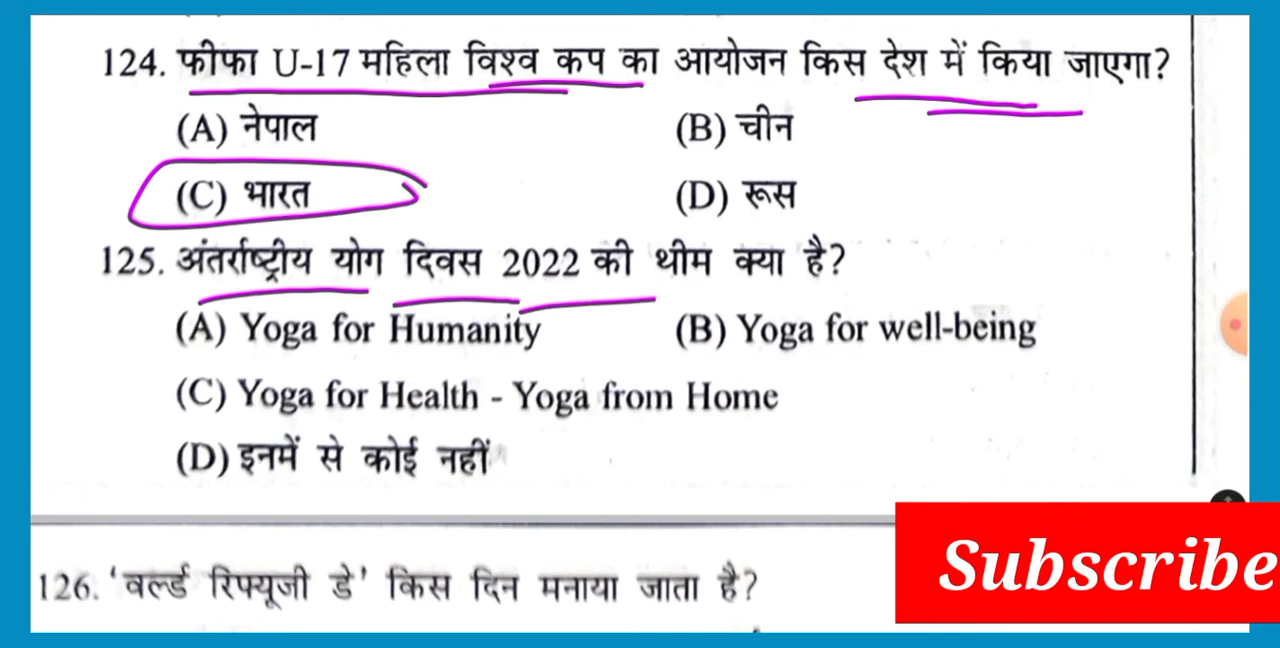 124. फीफा U-17 महिला विश्व कप का आयोजन किस देश में किया जाएगा?
(A) नेपाल (B) चीन
(C) भारत (D) रूस
125. अंतर्राष्ट्रीय योग दिवस 2022 की थीम क्या है?
(A) Yoga for Humanity (B) Yoga for well-being
(C) Yoga for Health - Yoga from Home
(D) इनमें से कोई नहीं
Subscribe
126. ‘वर्ल्ड रिफ्यूजी डे’ किस दिन मनाया जाता है?